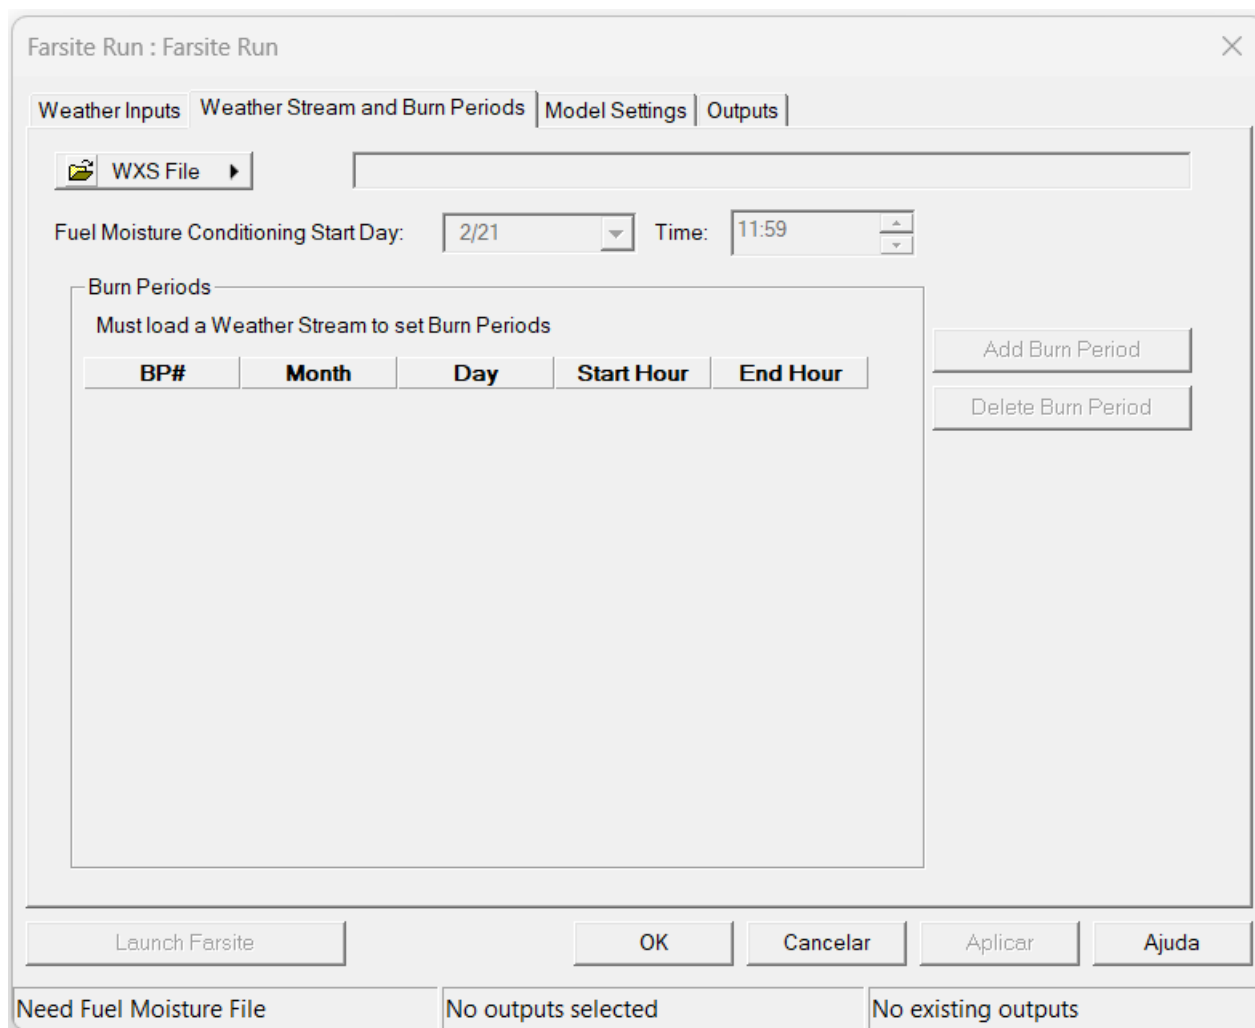 Farsite Run : Farsite Run
Weather Inputs Weather Stream and Burn Periods Model Settings Outputs
WXS File
Fuel Moisture Conditioning Start Day: 2/21 Time: 11:59
Burn Periods
Must load a Weather Stream to set Burn Periods
BP# Month Day Start Hour End Hour
Add Burn Period
Delete Burn Period
Launch Farsite OK Cancelar Aplicar Ajuda
Need Fuel Moisture File No outputs selected No existing outputs